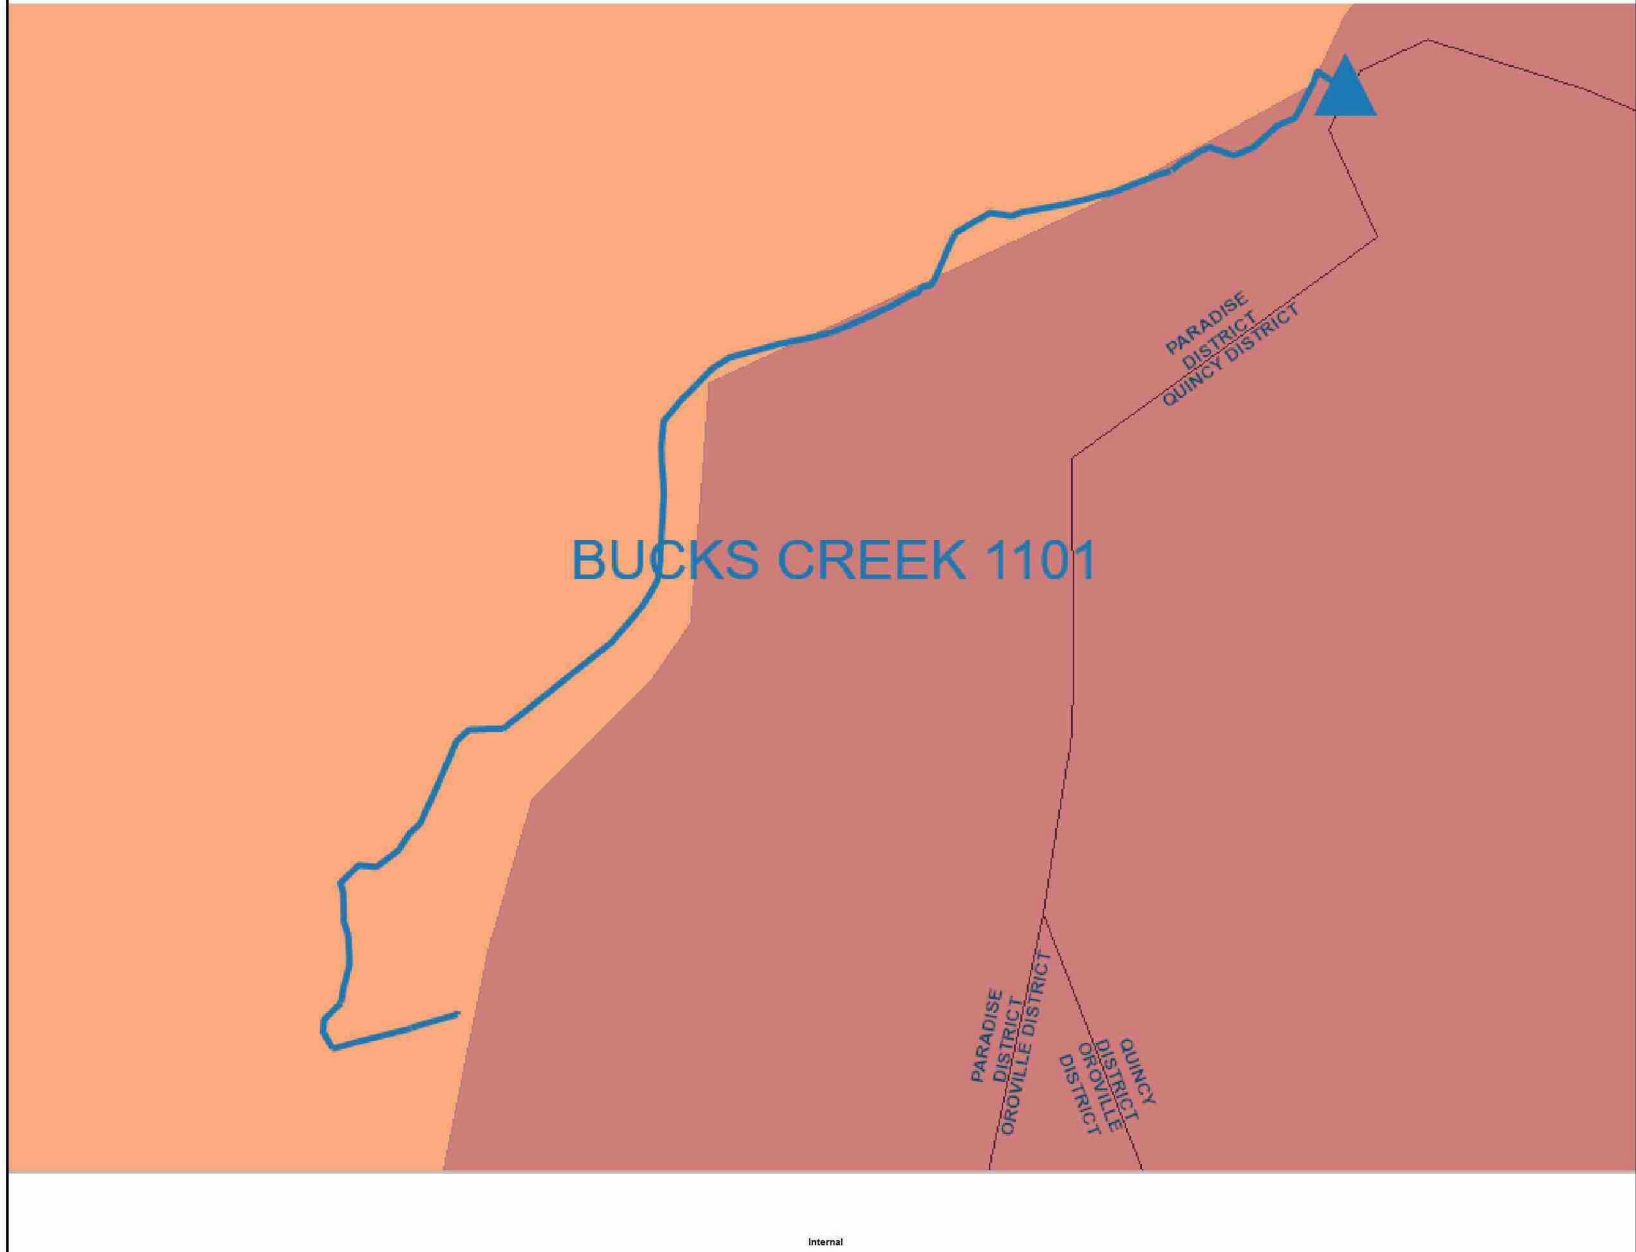 PARADISE
DISTRICT
QUINCY DISTRICT
BUCKS CREEK 1101
PARADISE
DISTRICT
OROVILLE DISTRICT
QUINCY
DISTRICT
OROVILLE
DISTRICT
Internal